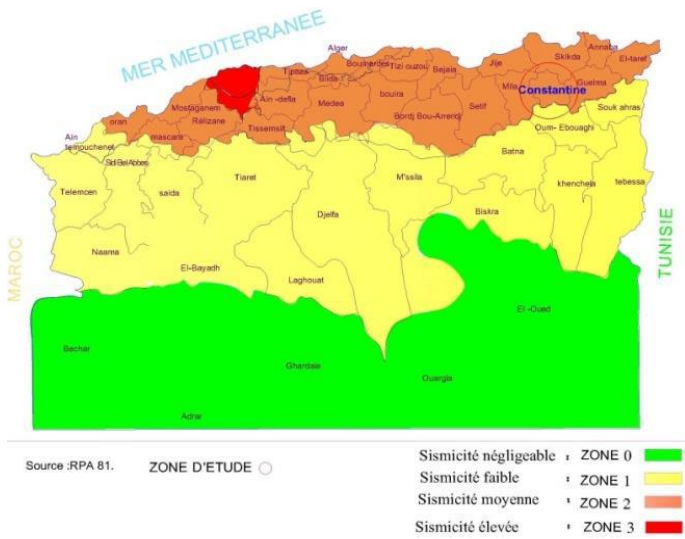 MER MEDITERRANEE
Alger
Tipaza
Blida
Boumerdes
Tizi ouzou
Bejaia
Jije
Skikda
Annaba
El-taref
Guelma
Mila
Constantine
Souk ahras
Mostaganem
Ain -defla
Medea
bouira
Setif
Bordj Bou-Arreridj
oran
Relizane
mascara
Tissemsilt
Oum- Ebouaghi
Ain
temouchenet
Sidi Bel Abbes
Batna
Telemcen
saida
Tiaret
M'ssila
khenchela
tebessa
Djelfa
Biskra
MAROC
TUNISIE
Naama
El-Bayadh
Laghouat
El -Oued
Bechar
Ghardaie
Ouargla
Adrar
Source :RPA 81.
ZONE D'ETUDE
Sismicité négligeable : ZONE 0
Sismicité faible : ZONE 1
Sismicité moyenne : ZONE 2
Sismicité élevée : ZONE 3